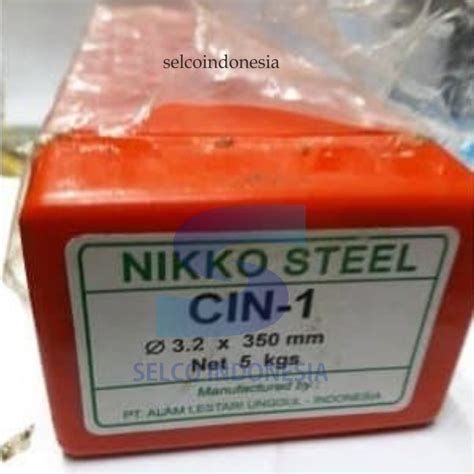 selcoindonesia
NIKKO STEEL
CIN-1
Ø 3.2 x 350 mm
Net 5 kgs
SELCOINDONESIA
Manufactured by :
PT. ALAM LESTARI UNGGUL - INDONESIA